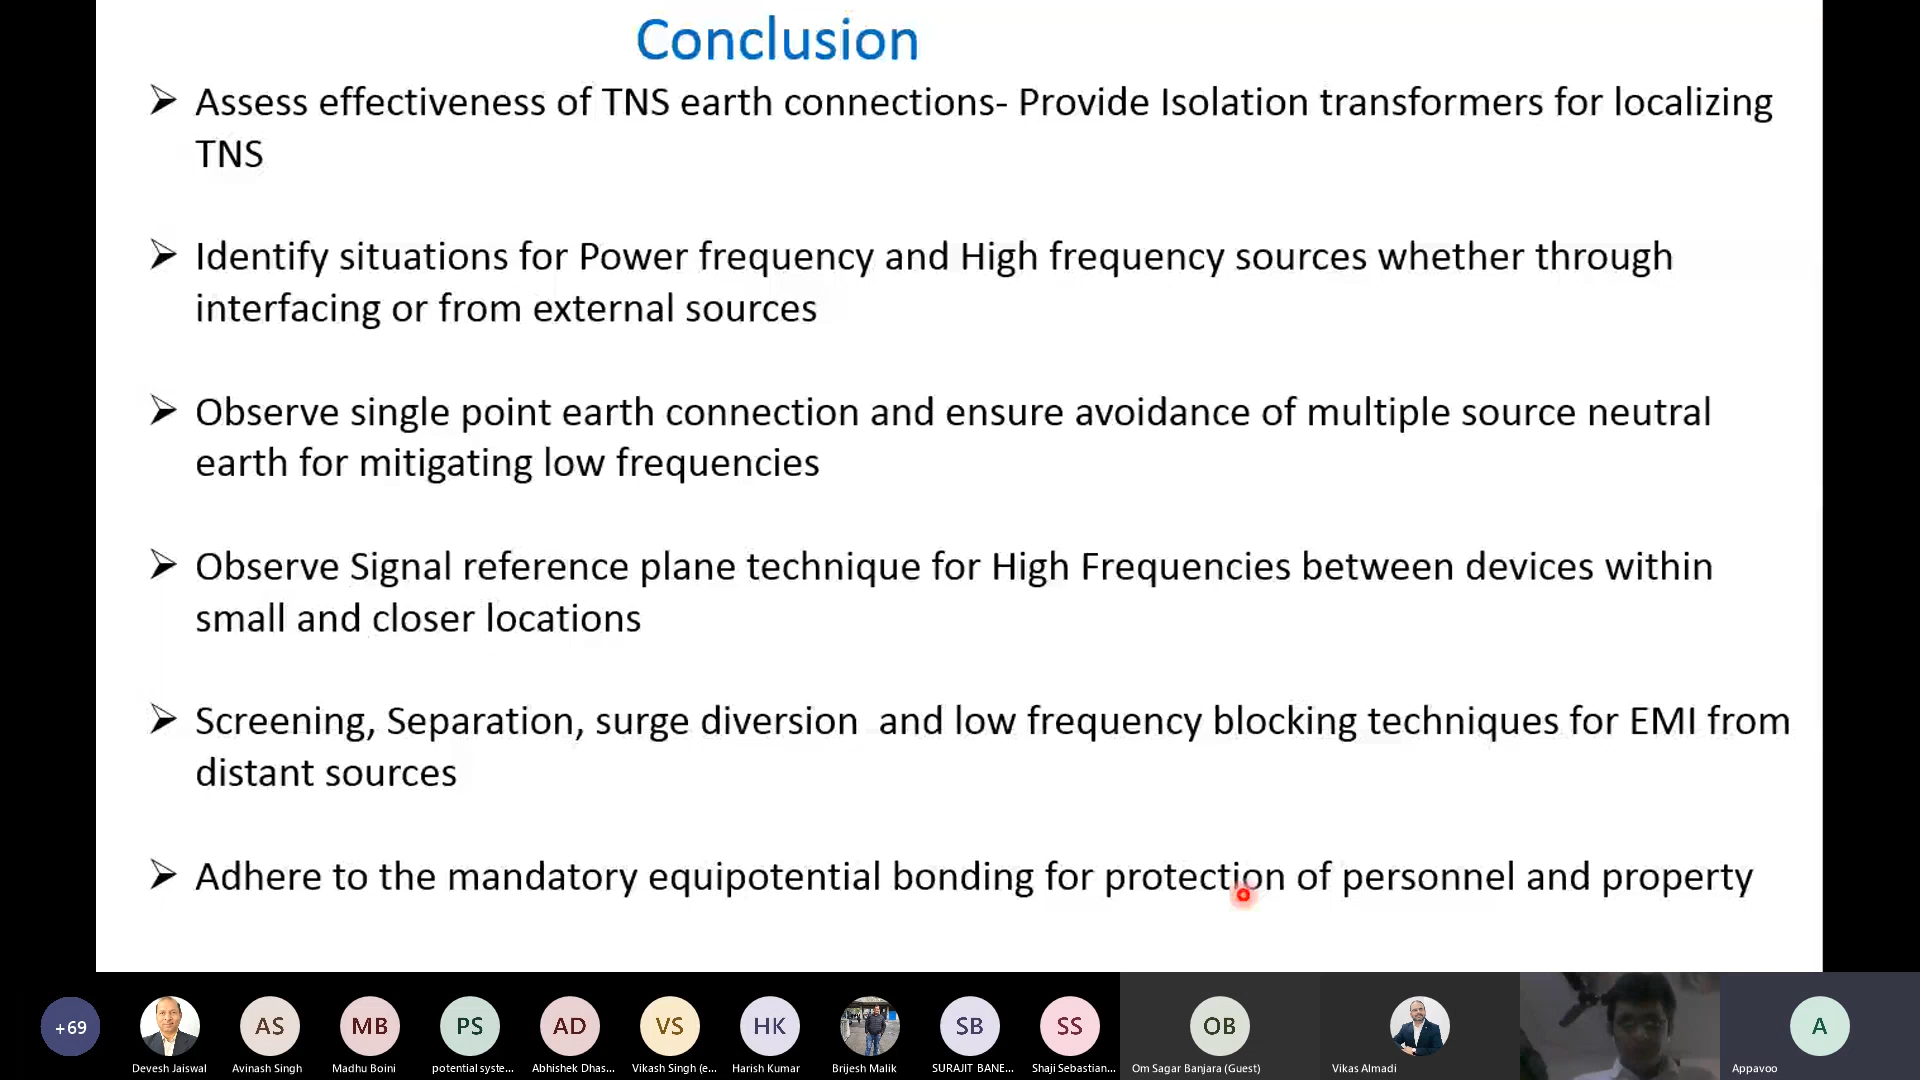 Conclusion
➢ Assess effectiveness of TNS earth connections- Provide Isolation transformers for localizing
TNS
➢ Identify situations for Power frequency and High frequency sources whether through
interfacing or from external sources
➢ Observe single point earth connection and ensure avoidance of multiple source neutral
earth for mitigating low frequencies
➢ Observe Signal reference plane technique for High Frequencies between devices within
small and closer locations
➢ Screening, Separation, surge diversion and low frequency blocking techniques for EMI from
distant sources
➢ Adhere to the mandatory equipotential bonding for protection of personnel and property
+69 AS MB PS AD VS HK SB SS OB A
Devesh Jaiswal Avinash Singh Madhu Boini potential syste... Abhishek Dhas... Vikash Singh (e... Harish Kumar Brijesh Malik SURAJIT BANE... Shaji Sebastian... Om Sagar Banjara (Guest) Vikas Almadi Appavoo